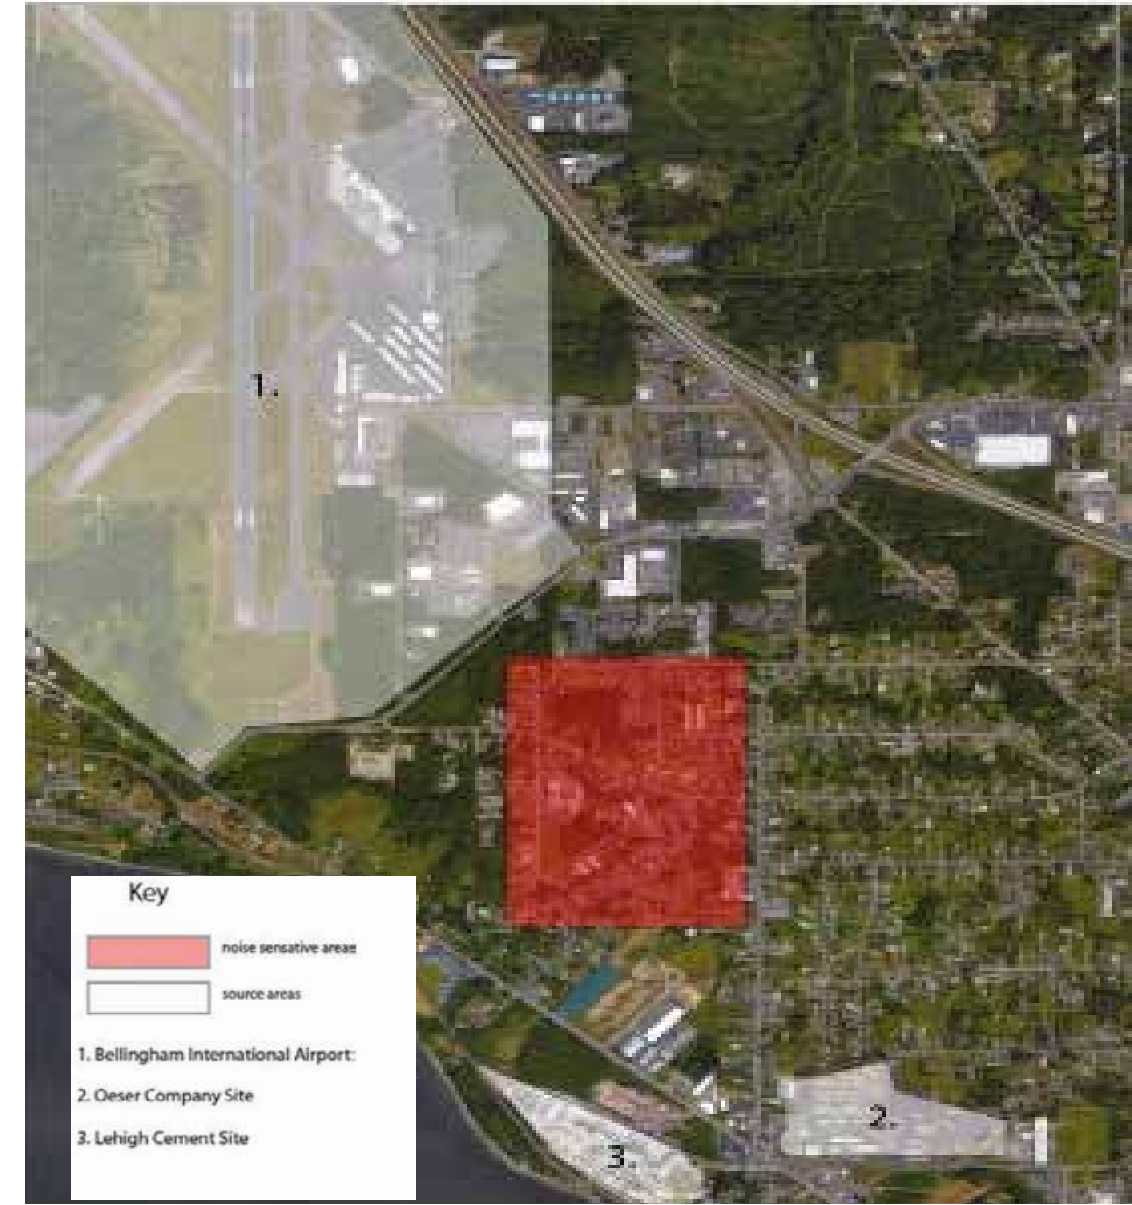 1.
Key
noise sensative areas
source areas
1. Bellingham International Airport:
2. Oeser Company Site
3. Lehigh Cement Site
2.
3.